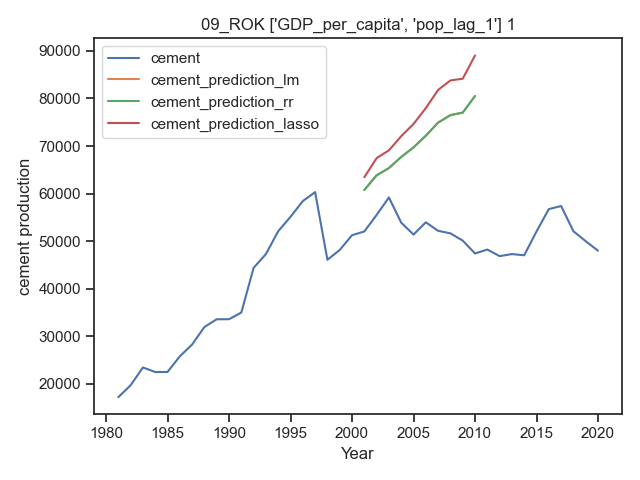 09_ROK ['GDP_per_capita', 'pop_lag_1'] 1
cement
cement_prediction_lm
cement_prediction_rr
cement_prediction_lasso
90000
80000
70000
60000
50000
40000
30000
20000
cement production
1980 1985 1990 1995 2000 2005 2010 2015 2020
Year